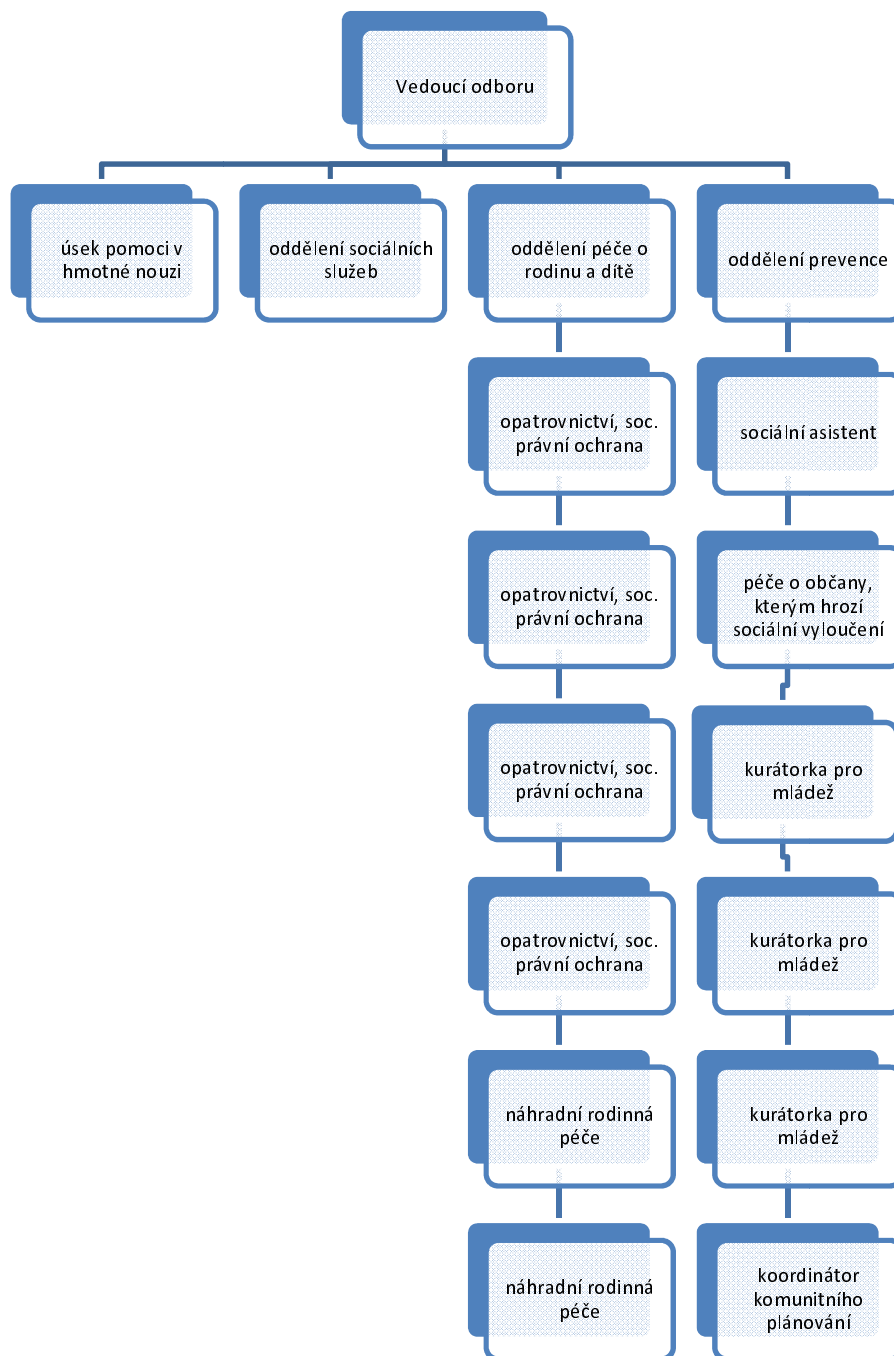 Vedoucí odboru
úsek pomoci v
hmotné nouzi
oddělení sociálních
služeb
oddělení péče o
rodinu a dítě
oddělení prevence
opatrovnictví, soc.
právní ochrana
sociální asistent
opatrovnictví, soc.
právní ochrana
péče o občany,
kterým hrozí
sociální vyloučení
opatrovnictví, soc.
právní ochrana
kurátorka pro
mládež
opatrovnictví, soc.
právní ochrana
kurátorka pro
mládež
náhradní rodinná
péče
kurátorka pro
mládež
náhradní rodinná
péče
koordinátor
komunitního
plánování